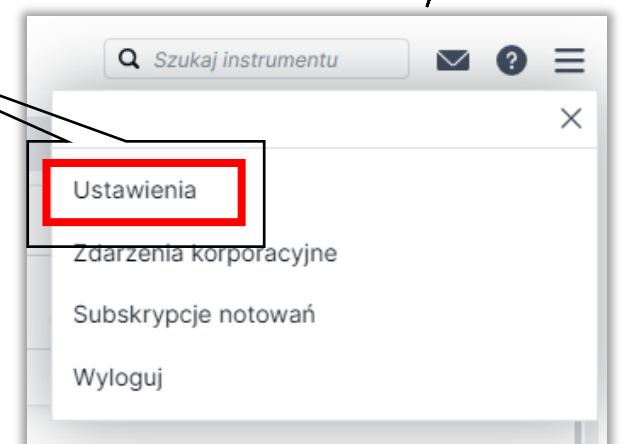 Szukaj instrumentu
Ustawienia
Zdarzenia korporacyjne
Subskrypcje notowań
Wyloguj